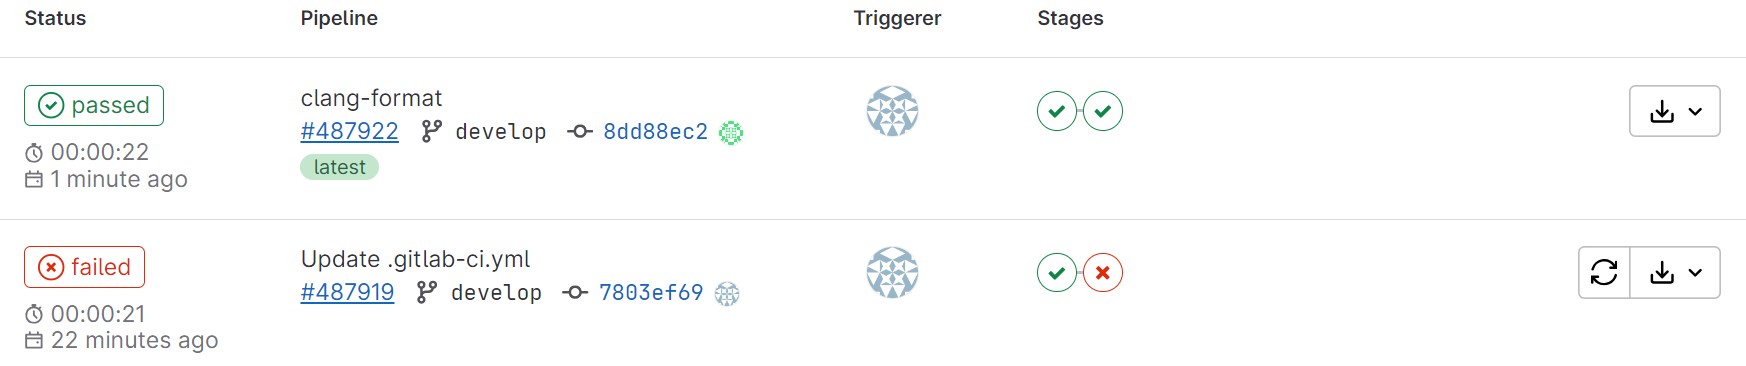 Status Pipeline Triggerer Stages
passed
00:00:22
1 minute ago
clang-format
#487922 develop 8dd88ec2
latest
failed
00:00:21
22 minutes ago
Update .gitlab-ci.yml
#487919 develop 7803ef69